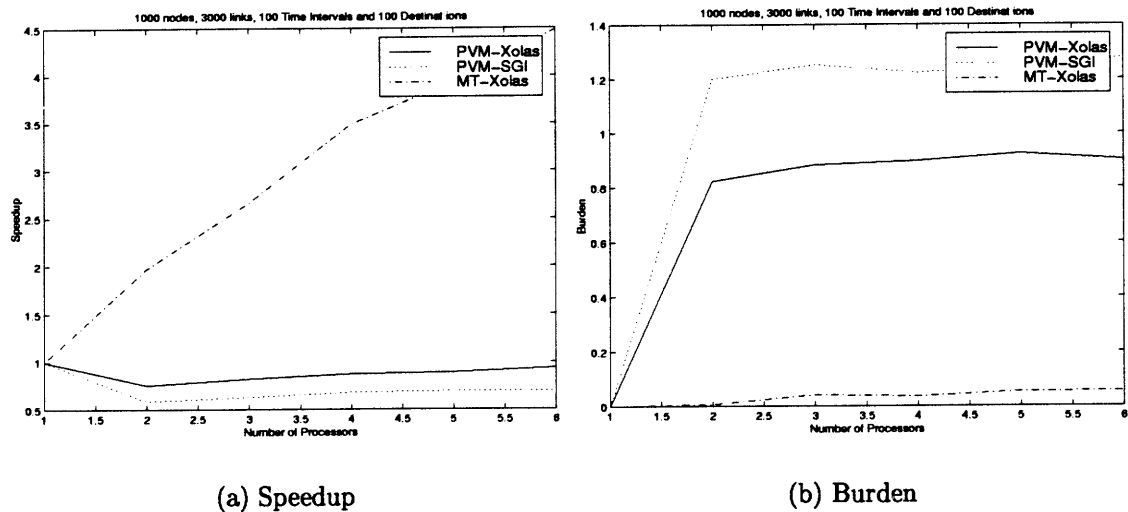 1000 nodes, 3000 links, 100 Time Intervals and 100 Destinat ions
4.5
4
3.5
3
2.5
2
1.5
1
0.5
Speedup
PVM-Xolas
PVM-SGI
MT-Xolas
1 1.5 2 2.5 3 3.5 4 4.5 5 5.5 6
Number of Processors
(a) Speedup
1000 nodes, 3000 links, 100 Time Intervals and 100 Destinat ions
1.4
1.2
1
0.8
0.6
0.4
0.2
0
Burden
PVM-Xolas
PVM-SGI
MT-Xolas
1 1.5 2 2.5 3 3.5 4 4.5 5 5.5 6
Number of Processors
(b) Burden